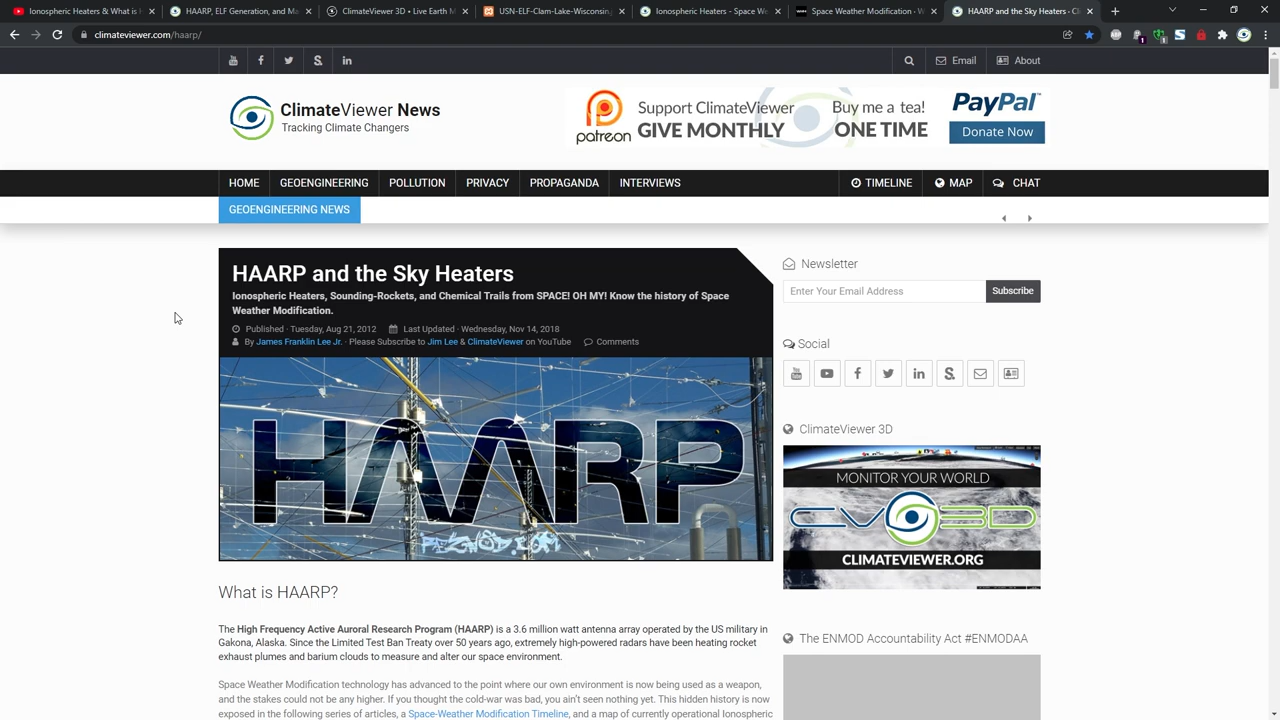 Ionospheric Heaters & What is H
HAARP, ELF Generation, and Ma
ClimateViewer 3D • Live Earth M
USN-ELF-Clam-Lake-Wisconsin
Ionospheric Heaters - Space We
Space Weather Modification - W
HAARP and the Sky Heaters - Cl
climateviewer.com/haarp/
Email
About
ClimateViewer News
Tracking Climate Changers
Support ClimateViewer
GIVE MONTHLY
patreon
Buy me a tea!
ONE TIME
PayPal
Donate Now
HOME
GEOENGINEERING
POLLUTION
PRIVACY
PROPAGANDA
INTERVIEWS
TIMELINE
MAP
CHAT
GEOENGINEERING NEWS
HAARP and the Sky Heaters
Ionospheric Heaters, Sounding-Rockets, and Chemical Trails from SPACE! OH MY! Know the history of Space
Weather Modification.
Published · Tuesday, Aug 21, 2012 Last Updated · Wednesday, Nov 14, 2018
By James Franklin Lee Jr. · Please Subscribe to Jim Lee & ClimateViewer on YouTube Comments
HAARP
What is HAARP?
The High Frequency Active Auroral Research Program (HAARP) is a 3.6 million watt antenna array operated by the US military in
Gakona, Alaska. Since the Limited Test Ban Treaty over 50 years ago, extremely high-powered radars have been heating rocket
exhaust plumes and barium clouds to measure and alter our space environment.
Space Weather Modification technology has advanced to the point where our own environment is now being used as a weapon,
and the stakes could not be any higher. If you thought the cold-war was bad, you ain't seen nothing yet. This hidden history is now
exposed in the following series of articles, a Space-Weather Modification Timeline, and a map of currently operational Ionospheric
Newsletter
Enter Your Email Address
Subscribe
Social
ClimateViewer 3D
MONITOR YOUR WORLD
CV3D
CLIMATEVIEWER.ORG
The ENMOD Accountability Act #ENMODAA